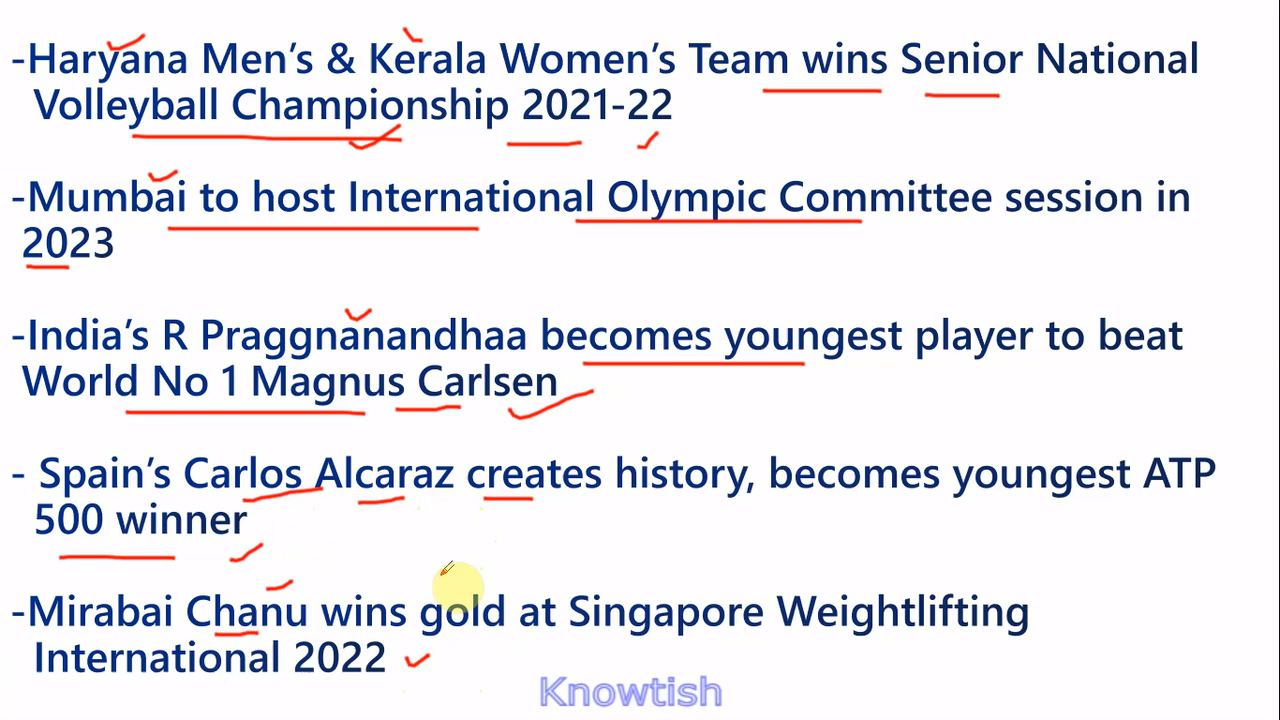 -Haryana Men’s & Kerala Women’s Team wins Senior National
Volleyball Championship 2021-22
-Mumbai to host International Olympic Committee session in
2023
-India’s R Praggnanandhaa becomes youngest player to beat
World No 1 Magnus Carlsen
- Spain’s Carlos Alcaraz creates history, becomes youngest ATP
500 winner
-Mirabai Chanu wins gold at Singapore Weightlifting
International 2022
Knowtish